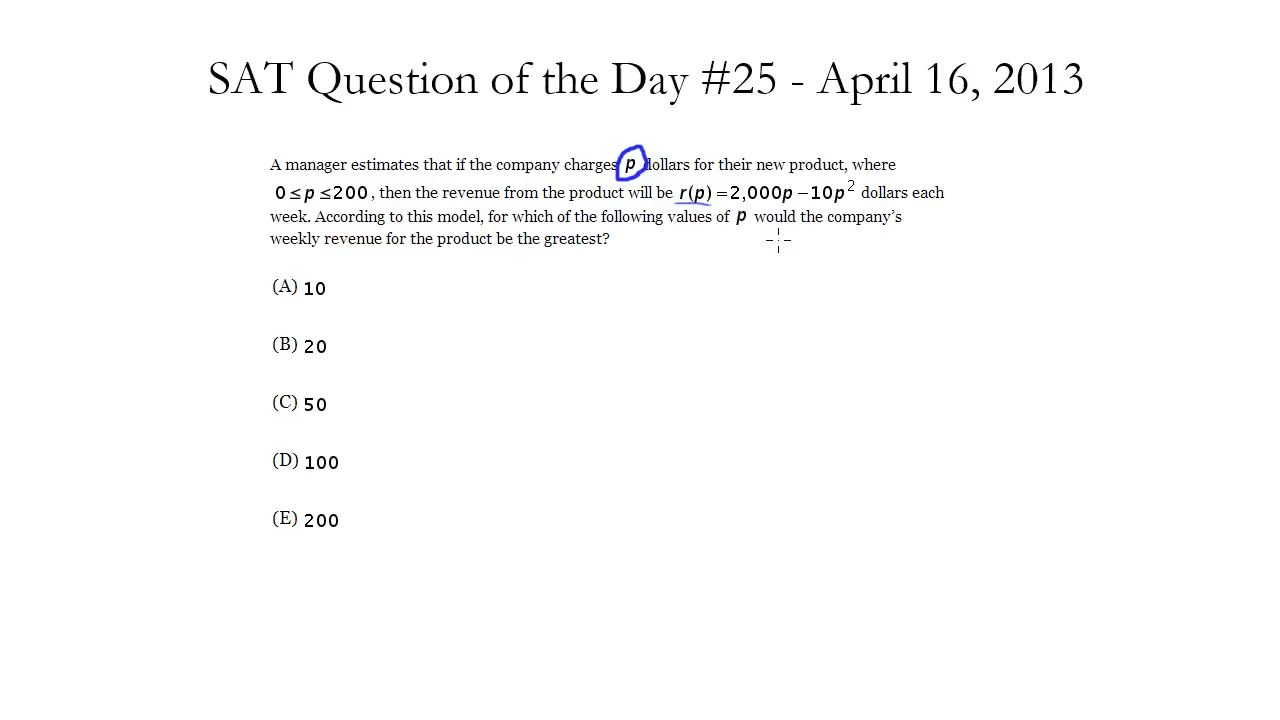 SAT Question of the Day #25 - April 16, 2013
A manager estimates that if the company charges p dollars for their new product, where
0≤p≤200, then the revenue from the product will be r(p)=2,000p−10p² dollars each
week. According to this model, for which of the following values of p would the company's
weekly revenue for the product be the greatest?
(A) 10
(B) 20
(C) 50
(D) 100
(E) 200